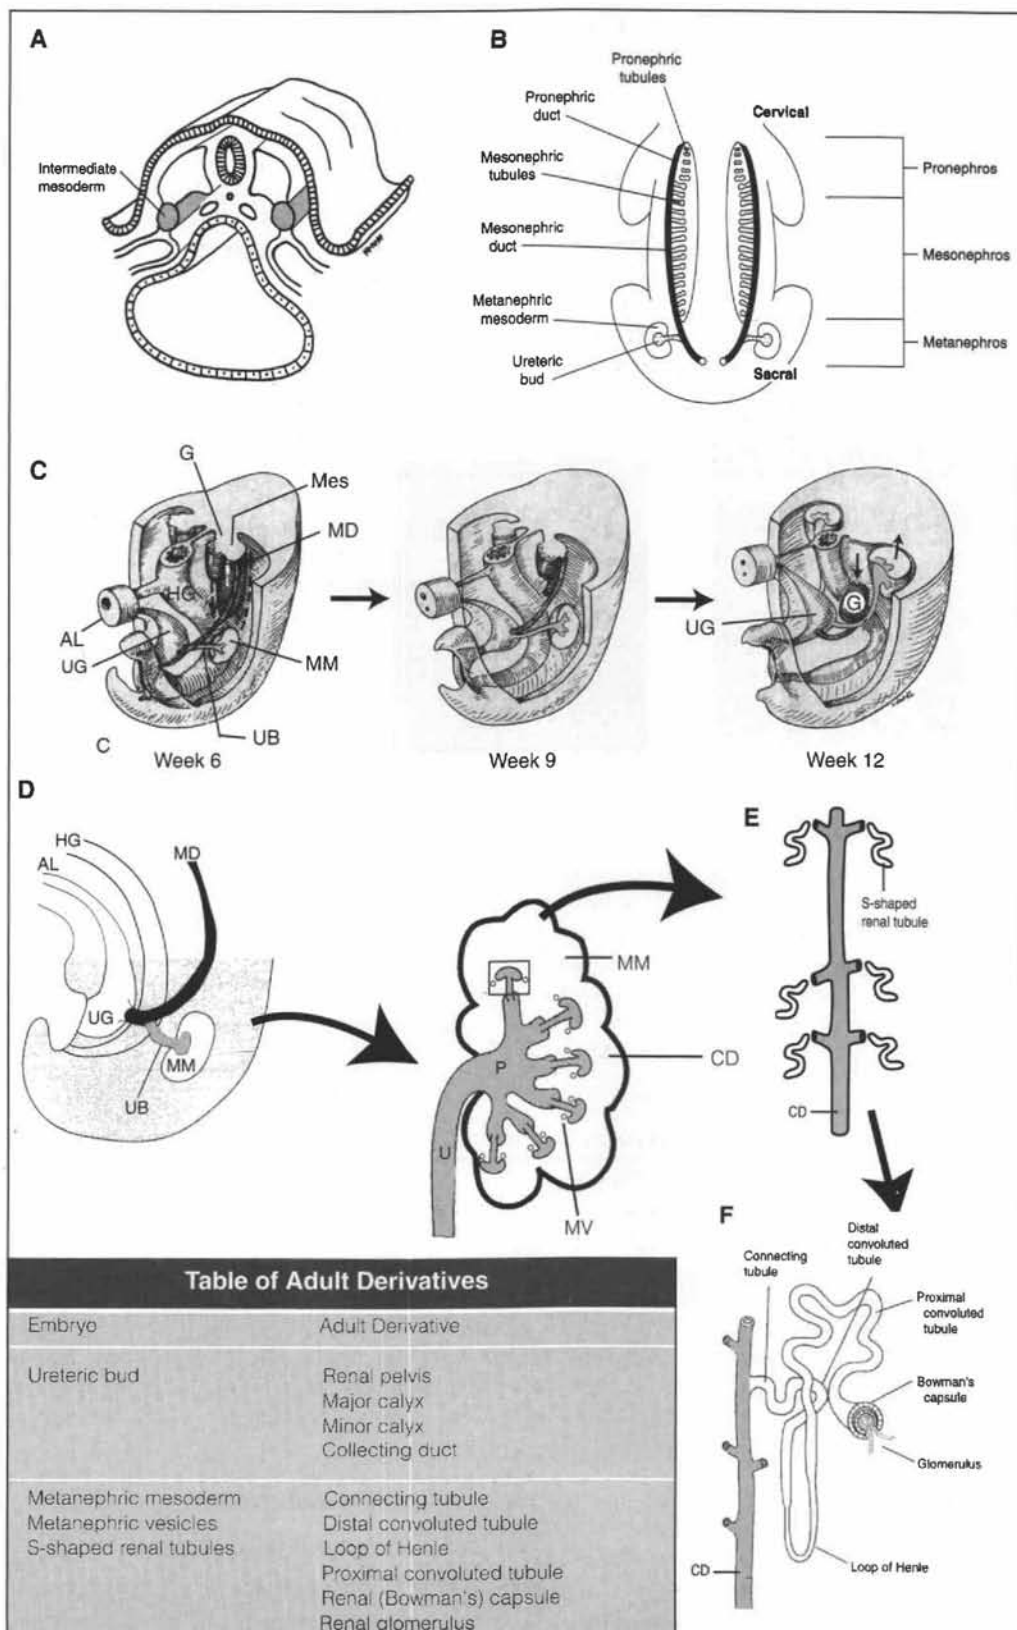 A
Intermediate
mesoderm
B
Pronephric
tubules
Pronephric
duct
Cervical
Mesonephric
tubules
Pronephros
Mesonephric
duct
Mesonephros
Metanephric
mesoderm
Metanephros
Ureteric
bud
Sacral
C
G
Mes
MD
HG
AL
UG
MM
UB
C
Week 6
Week 9
UG
G
Week 12
D
HG
AL
MD
UG
MM
UB
MM
P
CD
U
MV
E
S-shaped
renal tubule
CD
F
Connecting
tubule
Distal
convoluted
tubule
Proximal
convoluted
tubule
Bowman's
capsule
Glomerulus
Loop of Henle
CD
Table of Adult Derivatives
Embryo Adult Derivative
Ureteric bud Renal pelvis
Major calyx
Minor calyx
Collecting duct
Metanephric mesoderm Connecting tubule
Metanephric vesicles Distal convoluted tubule
S-shaped renal tubules Loop of Henle
Proximal convoluted tubule
Renal (Bowman's) capsule
Renal glomerulus